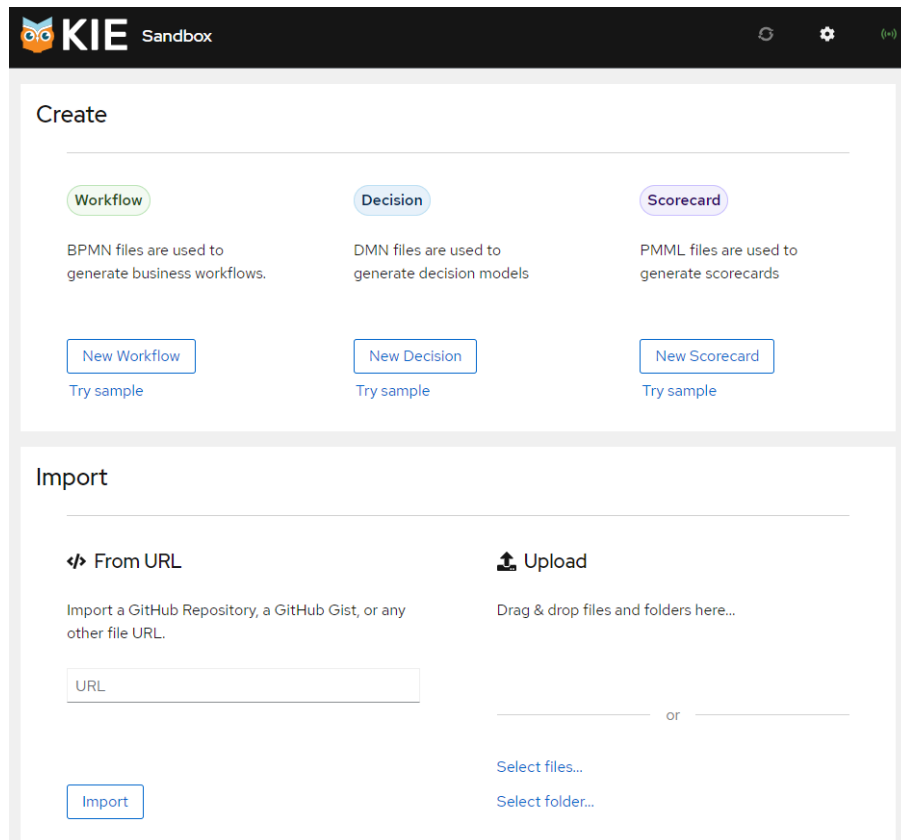 KIE Sandbox
Create
Workflow
BPMN files are used to
generate business workflows.
New Workflow
Try sample
Decision
DMN files are used to
generate decision models
New Decision
Try sample
Scorecard
PMML files are used to
generate scorecards
New Scorecard
Try sample
Import
From URL
Import a GitHub Repository, a GitHub Gist, or any
other file URL.
URL
Import
Upload
Drag & drop files and folders here...
or
Select files...
Select folder...